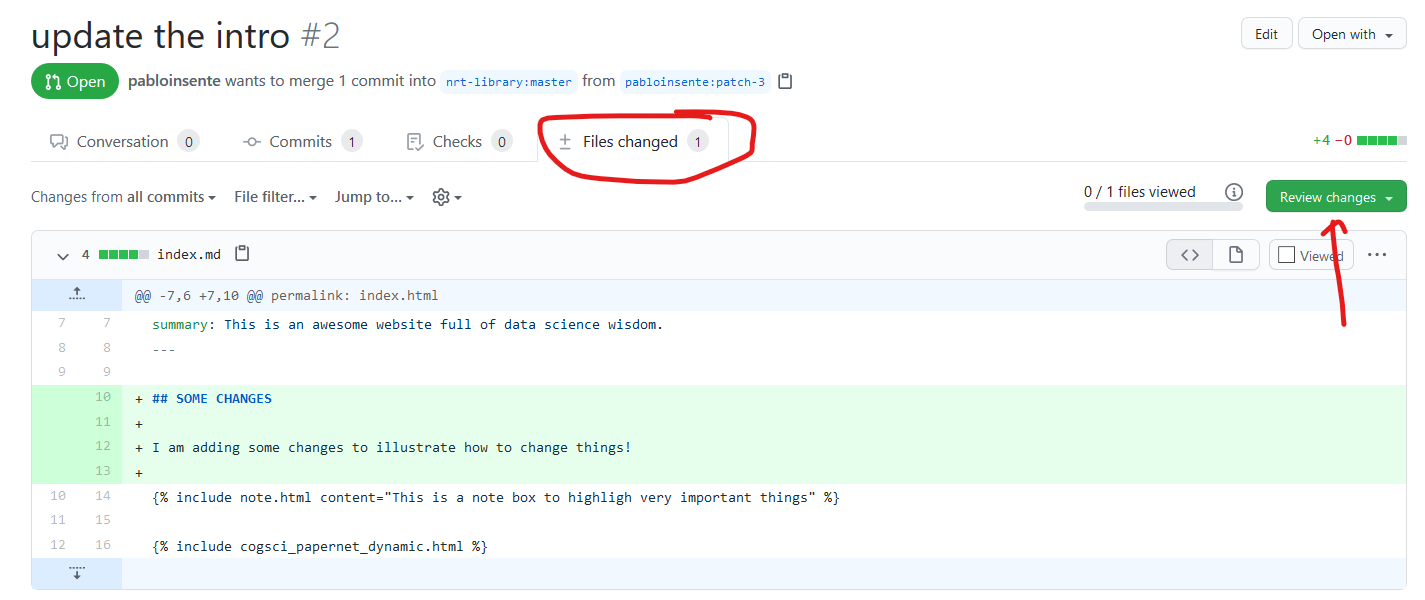 update the intro #2
Edit
Open with
Open pabloinsente wants to merge 1 commit into nrt-library:master from pabloinsente:patch-3
Conversation 0
Commits 1
Checks 0
Files changed 1
+4 −0
Changes from all commits
File filter...
Jump to...
0 / 1 files viewed
Review changes
4 index.md
Viewed
@@ -7,6 +7,10 @@ permalink: index.html
7 7 summary: This is an awesome website full of data science wisdom.
8 8 ---
9 9
10 + ## SOME CHANGES
11 +
12 + I am adding some changes to illustrate how to change things!
13 +
10 14 {% include note.html content="This is a note box to highligh very important things" %}
11 15
12 16 {% include cogsci_papernet_dynamic.html %}